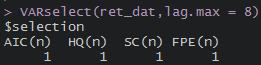 > VARselect(ret_dat,lag.max = 8)
$selection
AIC(n)  HQ(n)  SC(n) FPE(n)
     1      1      1      1